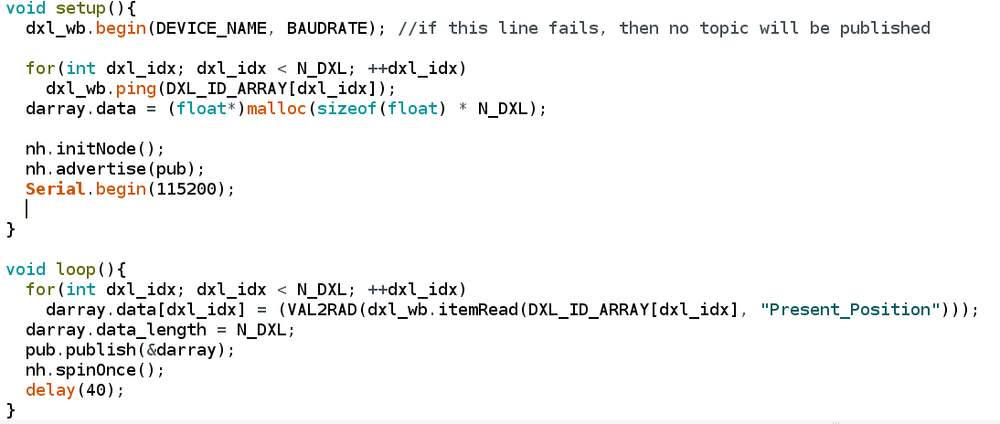 void setup(){
  dxl_wb.begin(DEVICE_NAME, BAUDRATE); //if this line fails, then no topic will be published

  for(int dxl_idx; dxl_idx < N_DXL; ++dxl_idx)
    dxl_wb.ping(DXL_ID_ARRAY[dxl_idx]);
  darray.data = (float*)malloc(sizeof(float) * N_DXL);

  nh.initNode();
  nh.advertise(pub);
  Serial.begin(115200);

}

void loop(){
  for(int dxl_idx; dxl_idx < N_DXL; ++dxl_idx)
    darray.data[dxl_idx] = (VAL2RAD(dxl_wb.itemRead(DXL_ID_ARRAY[dxl_idx], "Present_Position")));
  darray.data_length = N_DXL;
  pub.publish(&darray);
  nh.spinOnce();
  delay(40);
}